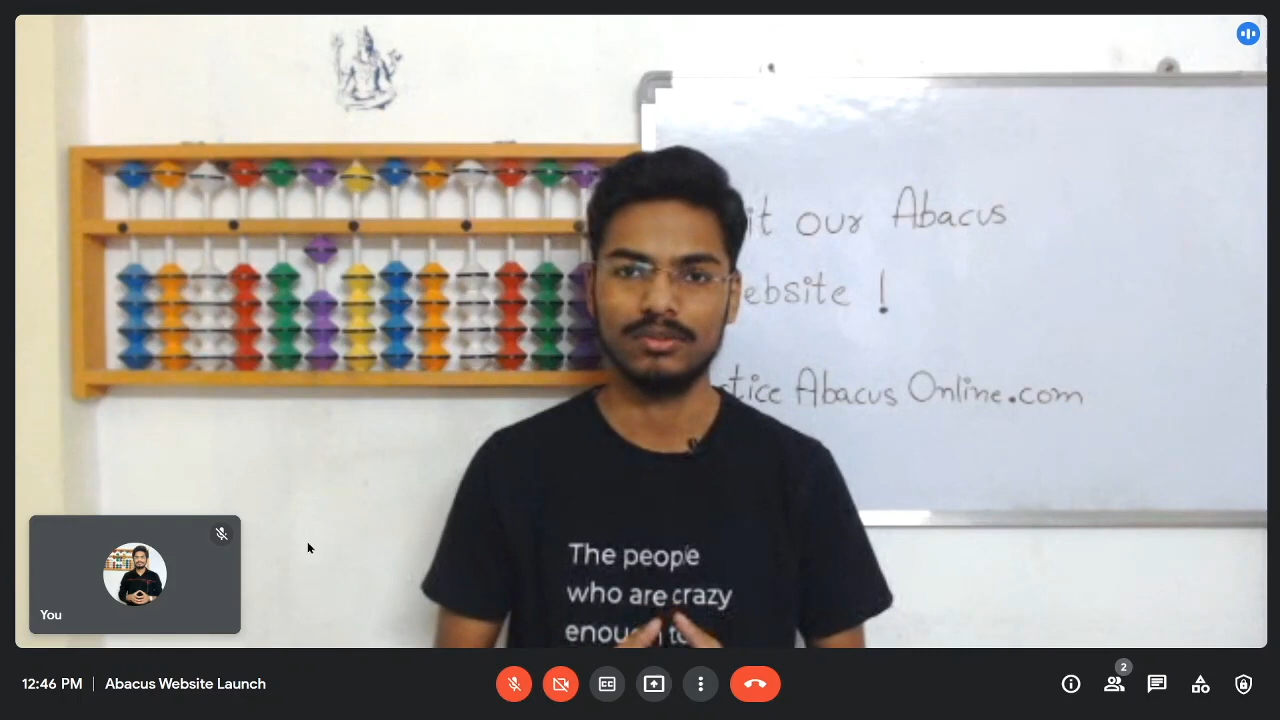 it our Abacus
ebsite !
tice Abacus Online.com
The people
who are crazy
You
12:46 PM | Abacus Website Launch
CC
2